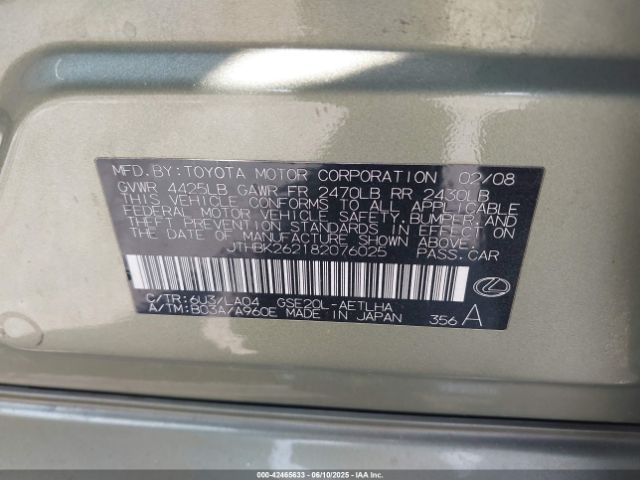 MFD. BY: TOYOTA MOTOR CORPORATION 02/08
GVWR 4425LB GAWR FR 2470LB RR 2430LB
THIS VEHICLE CONFORMS TO ALL APPLICABLE
FEDERAL MOTOR VEHICLE SAFETY, BUMPER, AND
THEFT PREVENTION STANDARDS IN EFFECT ON
THE DATE OF MANUFACTURE SHOWN ABOVE.
JTHBK262182076025 PASS. CAR
C/TR: 6U3/LA04 GSE20L-AETLHA
A/TM: B03A/A960E MADE IN JAPAN 356 A
000-42465633 - 06/10/2025 - IAAI.COM